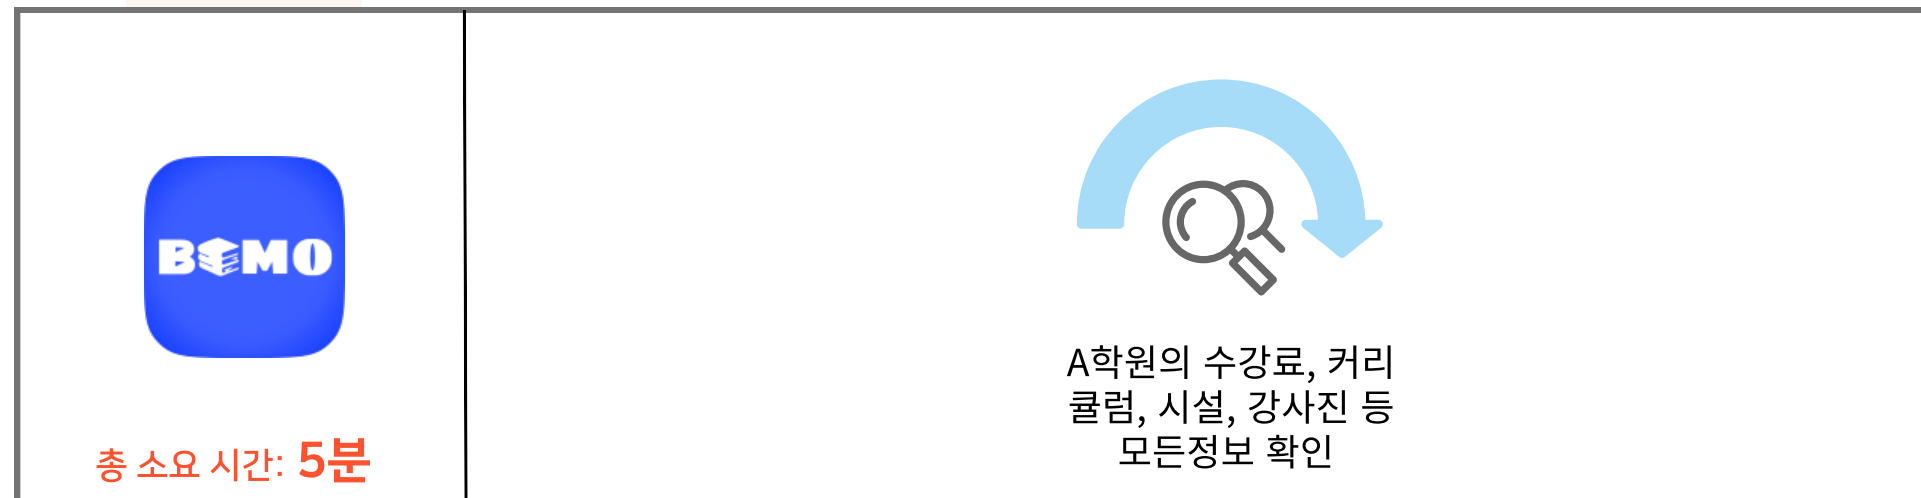 BOMO
총 소요 시간: 5분
A학원의 수강료, 커리
큘럼, 시설, 강사진 등
모든정보 확인